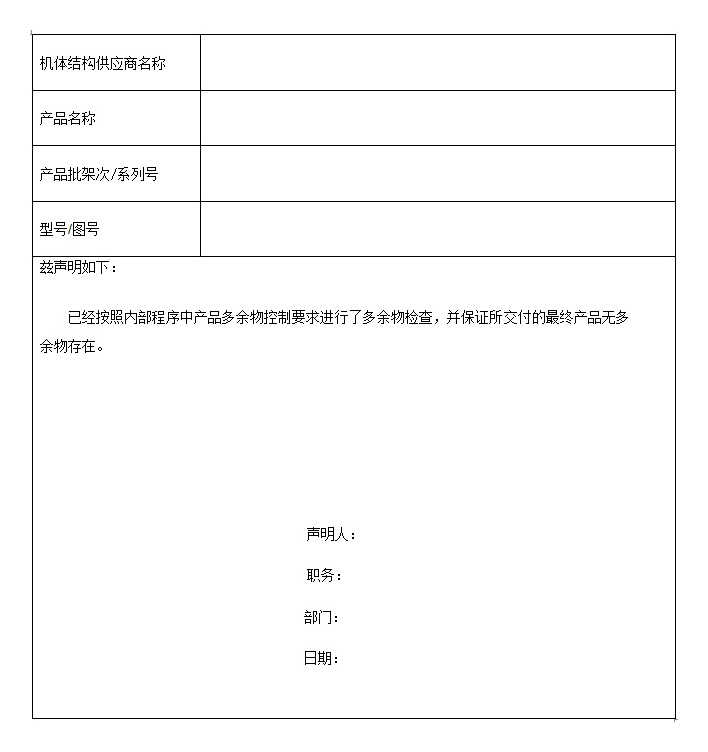 机体结构供应商名称
产品名称
产品批架次/系列号
型号/图号
兹声明如下：
已经按照内部程序中产品多余物控制要求进行了多余物检查，并保证所交付的最终产品无多
余物存在。
声明人：
职务：
部门：
日期：